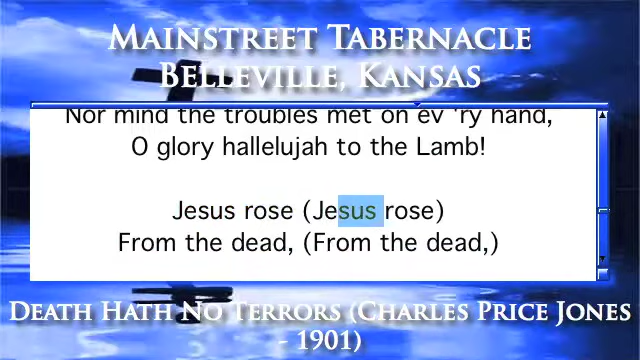 Mainstreet Tabernacle
Belleville, Kansas
Nor mind the troubles met on ev 'ry hand,
O glory hallelujah to the Lamb!
Jesus rose (Jesus rose)
From the dead, (From the dead,)
Death Hath No Terrors (Charles Price Jones
- 1901)